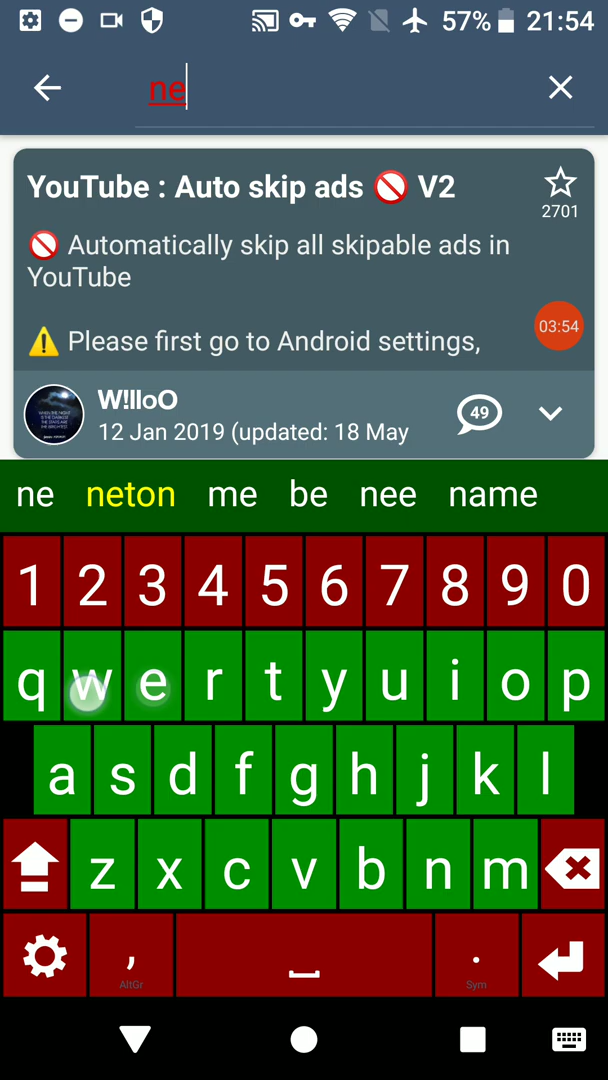 57% 21:54
ne
YouTube : Auto skip ads 🚫 V2
2701
🚫 Automatically skip all skipable ads in
YouTube
03:54
⚠️ Please first go to Android settings,
W!lloO
49
12 Jan 2019 (updated: 18 May
ne neton me be nee name
1 2 3 4 5 6 7 8 9 0
q w e r t y u i o p
a s d f g h j k l
z x c v b n m
, .
AltGr Sym